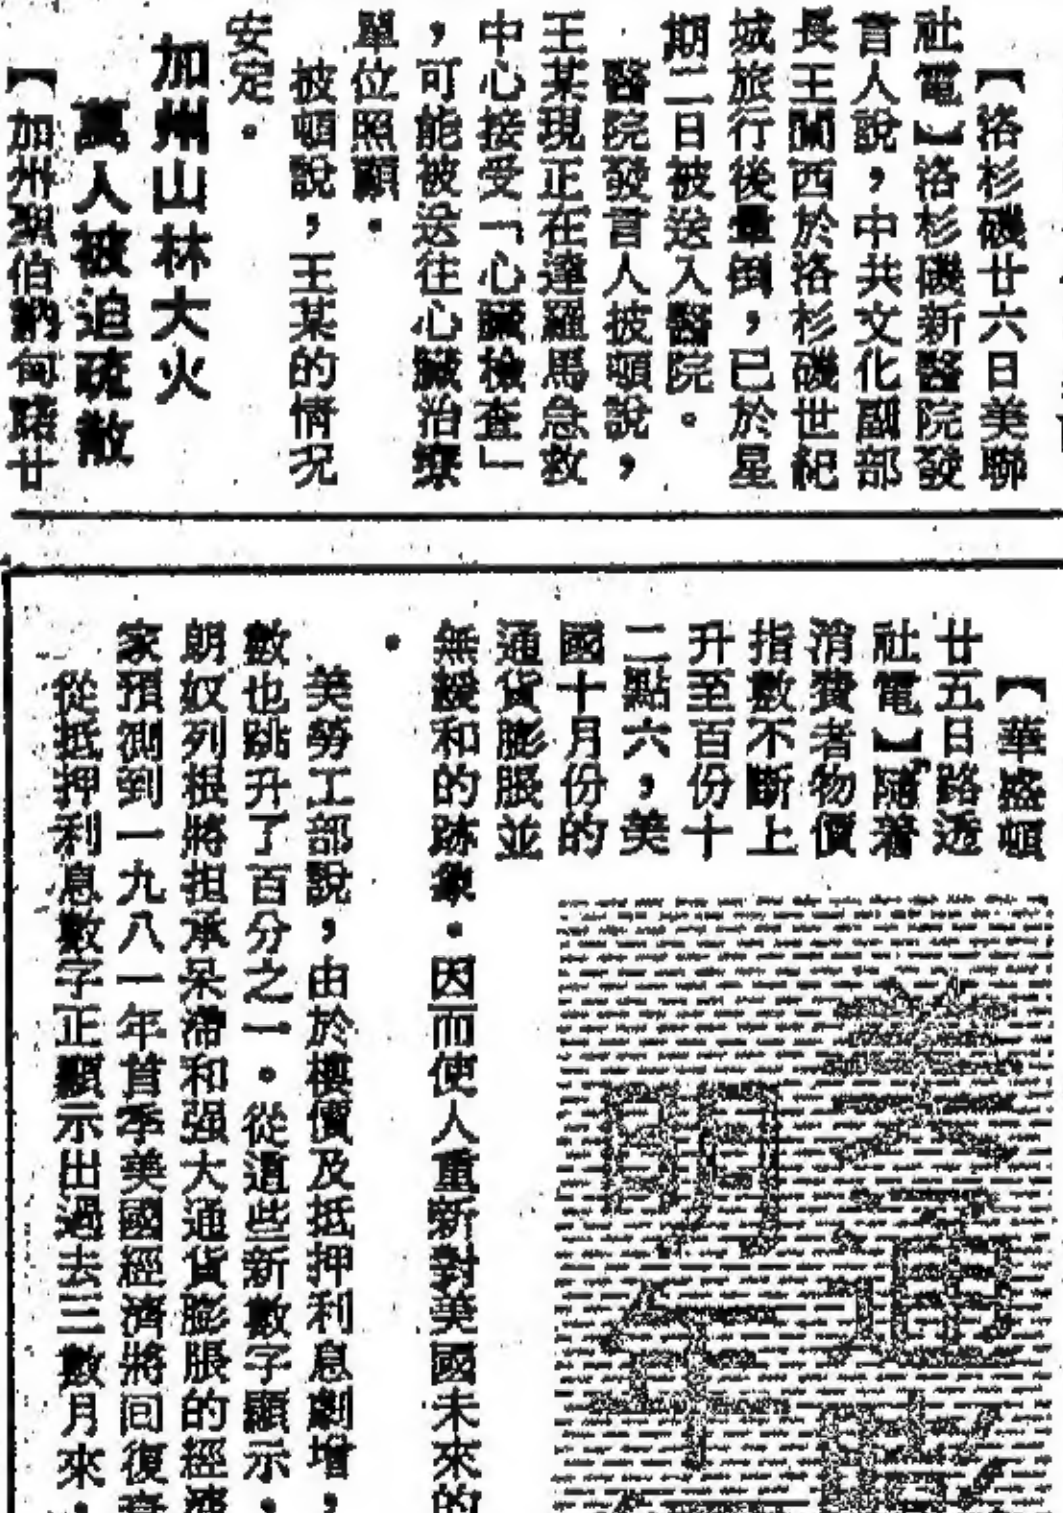 【洛杉磯廿六日美聯
社電】洛杉磯新醫院發
言人說，中共文化副部
長王闌西於洛杉磯世紀
城旅行後暈倒，已於星
期二日被送入醫院。
醫院發言人披頓說，
王某現正在達羅馬急救
中心接受「心臟檢查」
，可能被送往心臟治療
單位照顧。
被頓說，王某的情況
安定。
加州山林大火
萬人被迫疏散
【加州 伯納甸 廿
【華盛頓
廿五日路透
社電】隨着
消費者物價
指數不斷上
升至百份十
二點六，美
國十月份的
通貨膨脹並
無緩和的跡象。因而使人重新對美國未來的
。
美勞工部說，由於樓價及抵押利息劇增，
數也跳升了百分之一。從這些新數字顯示，
朗奴列根將担承呆滯和强大通貨膨脹的經濟
家預測到一九八一年首季美國經濟將回復
從抵押利息數字正顯示出過去三數月來，
美
通
明
年